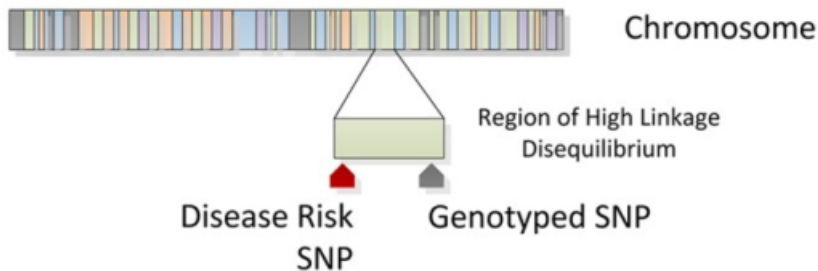 Chromosome
Region of High Linkage
Disequilibrium
Disease Risk
SNP
Genotyped SNP